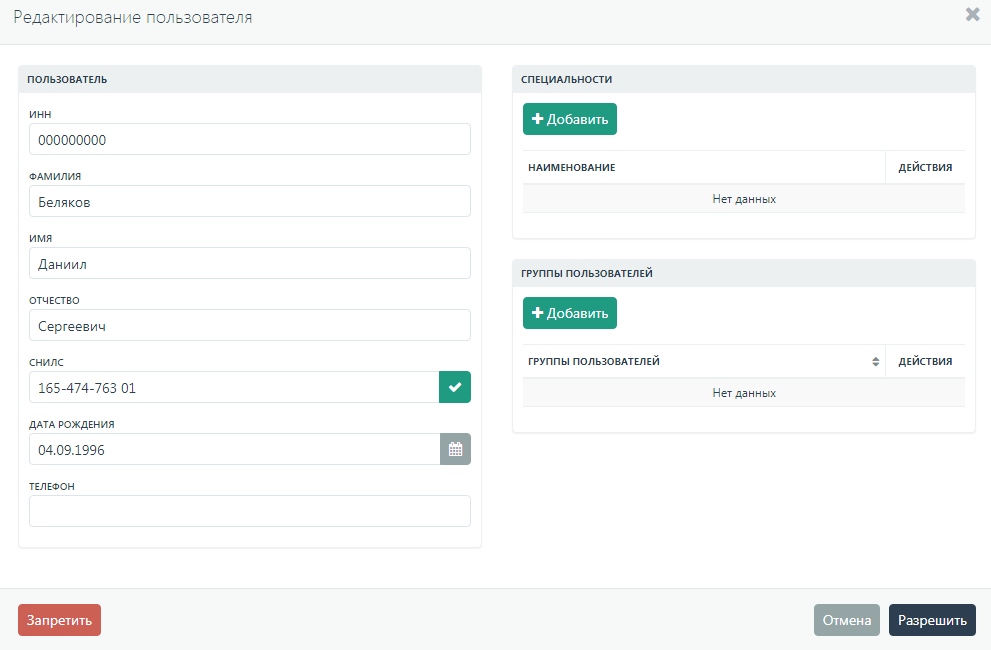 Редактирование пользователя
ПОЛЬЗОВАТЕЛЬ
ИНН
000000000
ФАМИЛИЯ
Беляков
ИМЯ
Даниил
ОТЧЕСТВО
Сергеевич
СНИЛС
165-474-763 01
ДАТА РОЖДЕНИЯ
04.09.1996
ТЕЛЕФОН
СПЕЦИАЛЬНОСТИ
Добавить
НАИМЕНОВАНИЕ ДЕЙСТВИЯ
Нет данных
ГРУППЫ ПОЛЬЗОВАТЕЛЕЙ
Добавить
ГРУППЫ ПОЛЬЗОВАТЕЛЕЙ ДЕЙСТВИЯ
Нет данных
Запретить Отмена Разрешить